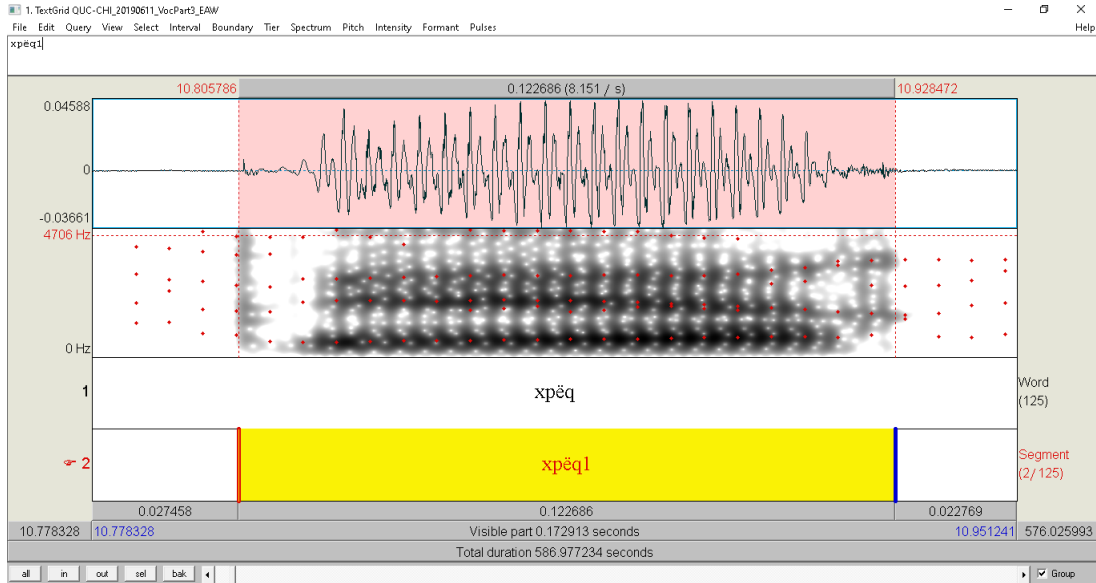 1. TextGrid QUC-CHI_20190611_VocPart3_EAW
File Edit Query View Select Interval Boundary Tier Spectrum Pitch Intensity Formant Pulses Help
xpëq1
10.805786 0.122686 (8.151 / s) 10.928472
0.04588
0
-0.03661
4706 Hz
0 Hz
1 xpëq Word
(125)
2 xpëq1 Segment
(2/125)
0.027458 0.122686 0.022769
10.778328 10.778328 Visible part 0.172913 seconds 10.951241 576.025993
Total duration 586.977234 seconds
all in out sel bak Group